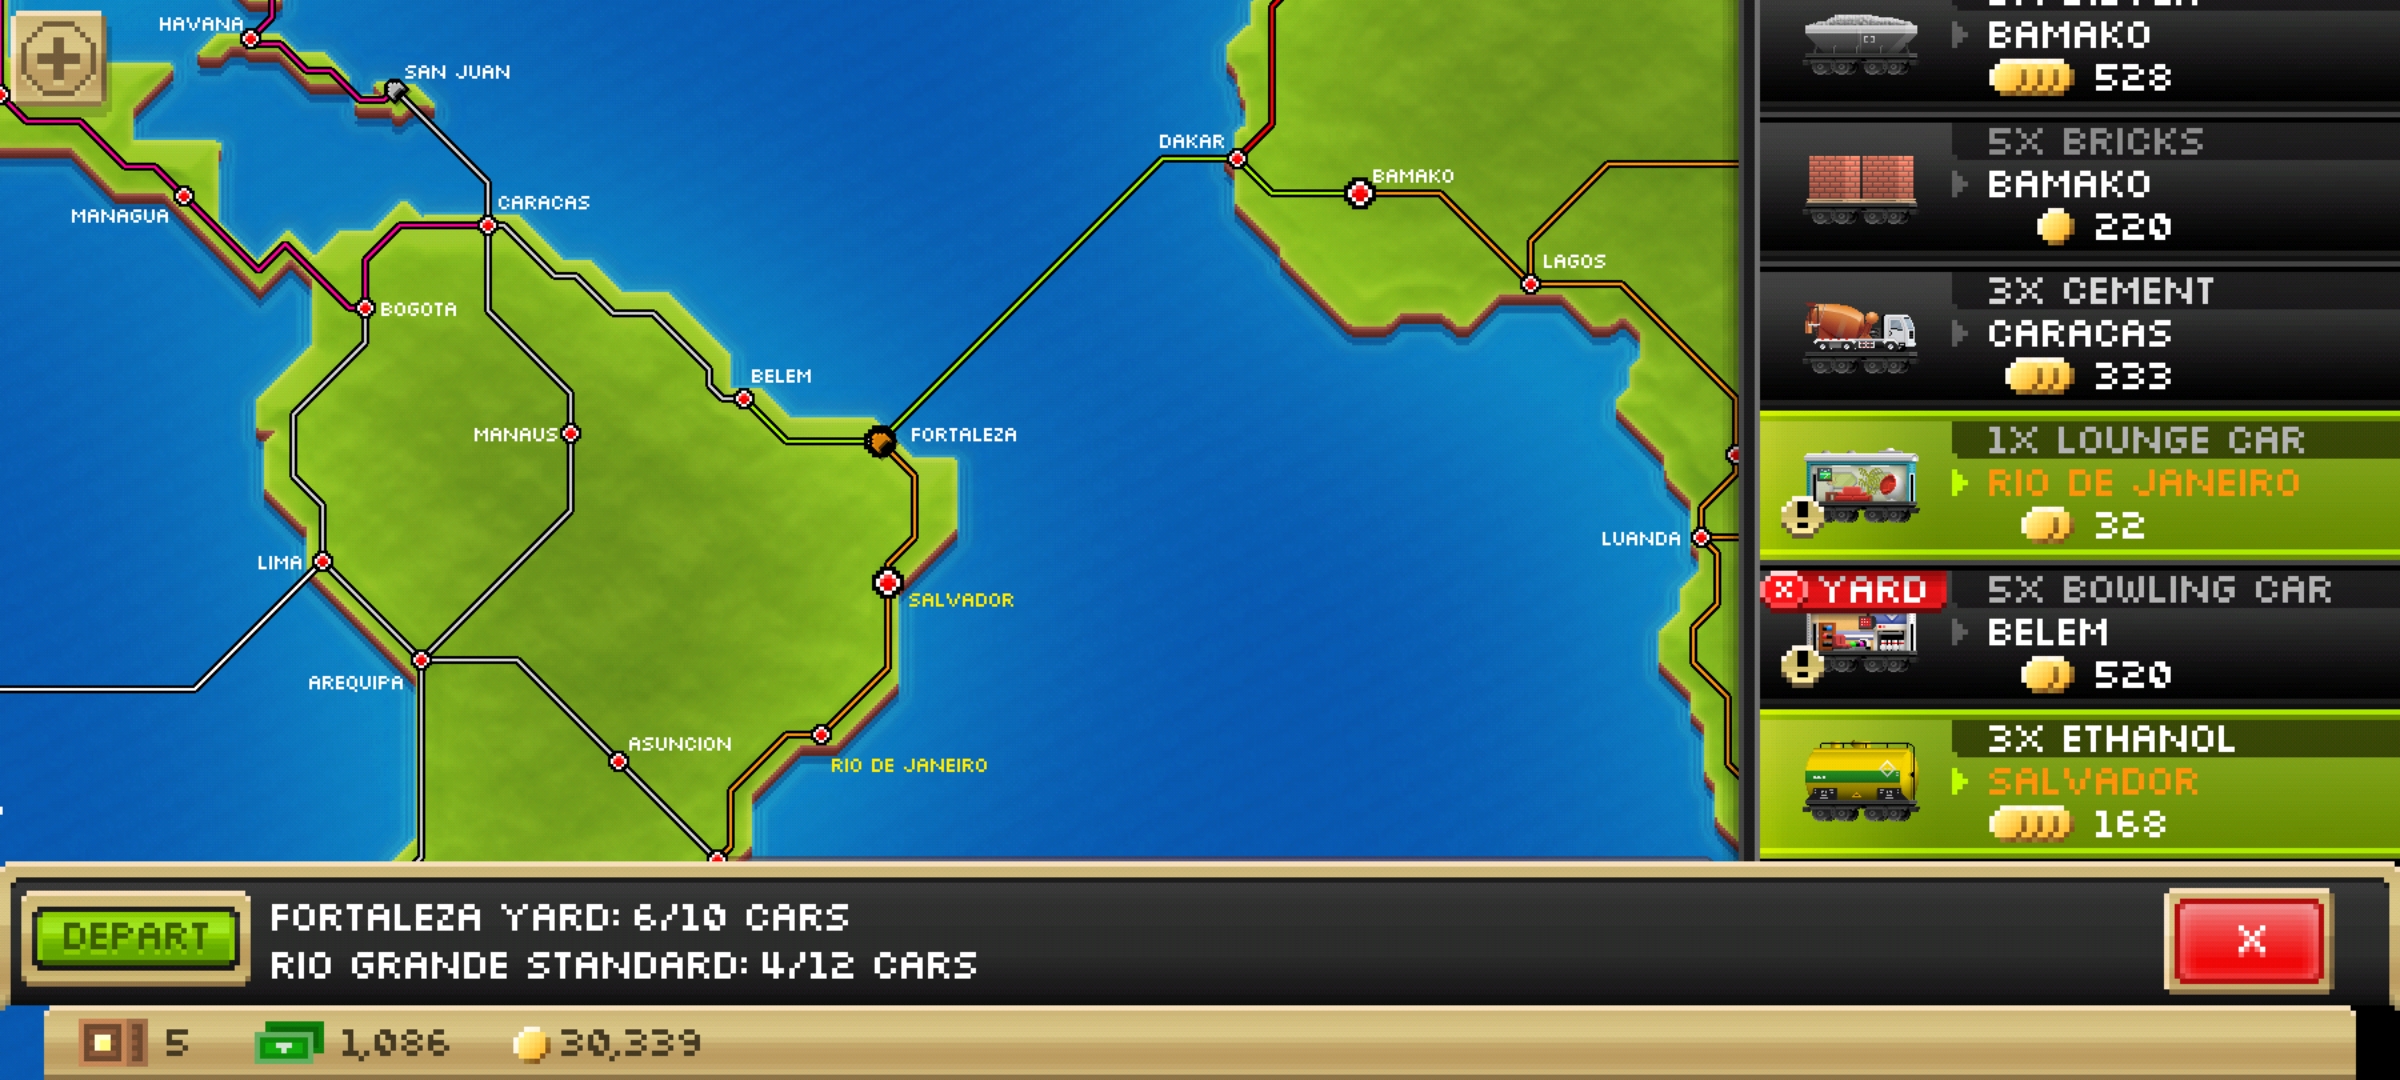 HAVANA
SAN JUAN
MANAGUA
CARACAS
BOGOTA
BELEM
MANAUS
FORTALEZA
LIMA
SALVADOR
AREQUIPA
ASUNCION
RIO DE JANEIRO
DAKAR
BAMAKO
LAGOS
LUANDA
BAMAKO
528
5X BRICKS
BAMAKO
220
3X CEMENT
CARACAS
333
1X LOUNGE CAR
RIO DE JANEIRO
32
YARD
5X BOWLING CAR
BELEM
520
3X ETHANOL
SALVADOR
168
DEPART
FORTALEZA YARD: 6/10 CARS
RIO GRANDE STANDARD: 4/12 CARS
X
5
1,086
30,339